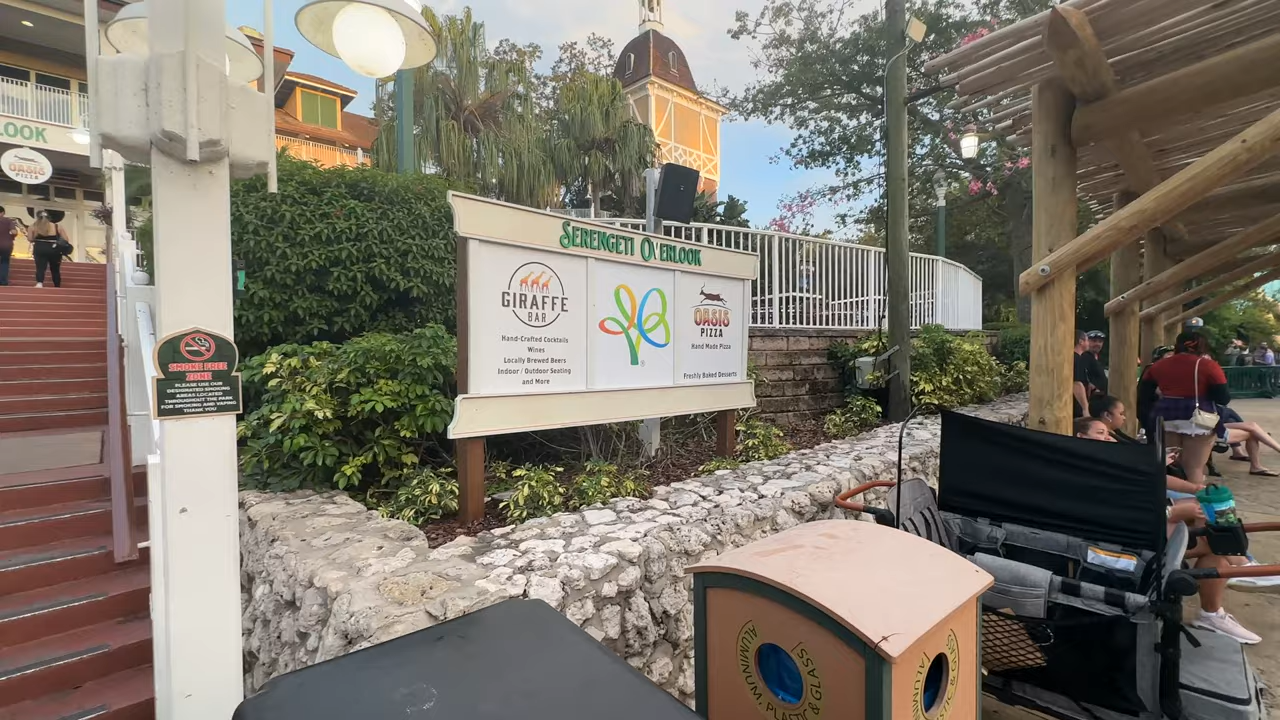 LOOK
OASIS
PIZZA
SMOKE FREE
ZONE
PLEASE USE OUR
DESIGNATED SMOKING
AREAS LOCATED
THROUGHOUT THE PARK
FOR SMOKING AND VAPING
THANK YOU
SERENGETI OVERLOOK
GIRAFFE
BAR
Hand-Crafted Cocktails
Wines
Locally Brewed Beers
Indoor / Outdoor Seating
and More
®
OASIS
PIZZA
Hand Made Pizza
Freshly Baked Desserts
ALUMINUM, PLASTIC & GLASS